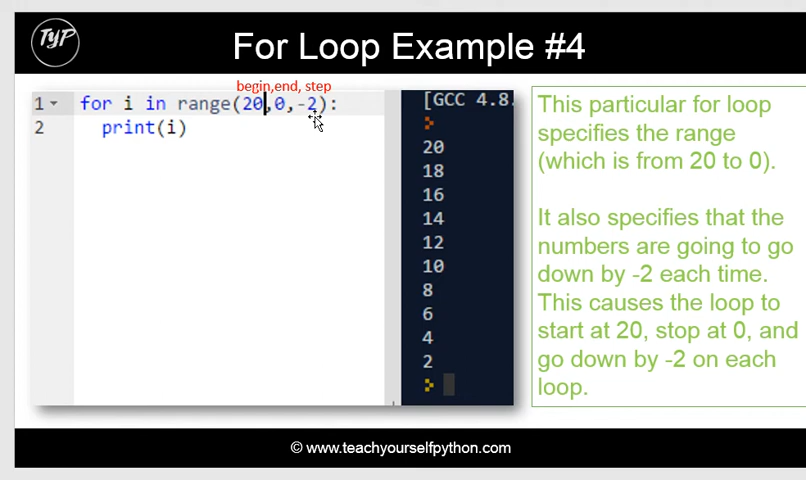 TYP
For Loop Example #4
begin,end, step
1 for i in range(20,0,-2):
2 print(i)
[GCC 4.8.
>
20
18
16
14
12
10
8
6
4
2
>
This particular for loop
specifies the range
(which is from 20 to 0).
It also specifies that the
numbers are going to go
down by -2 each time.
This causes the loop to
start at 20, stop at 0, and
go down by -2 on each
loop.
© www.teachyourselfpython.com